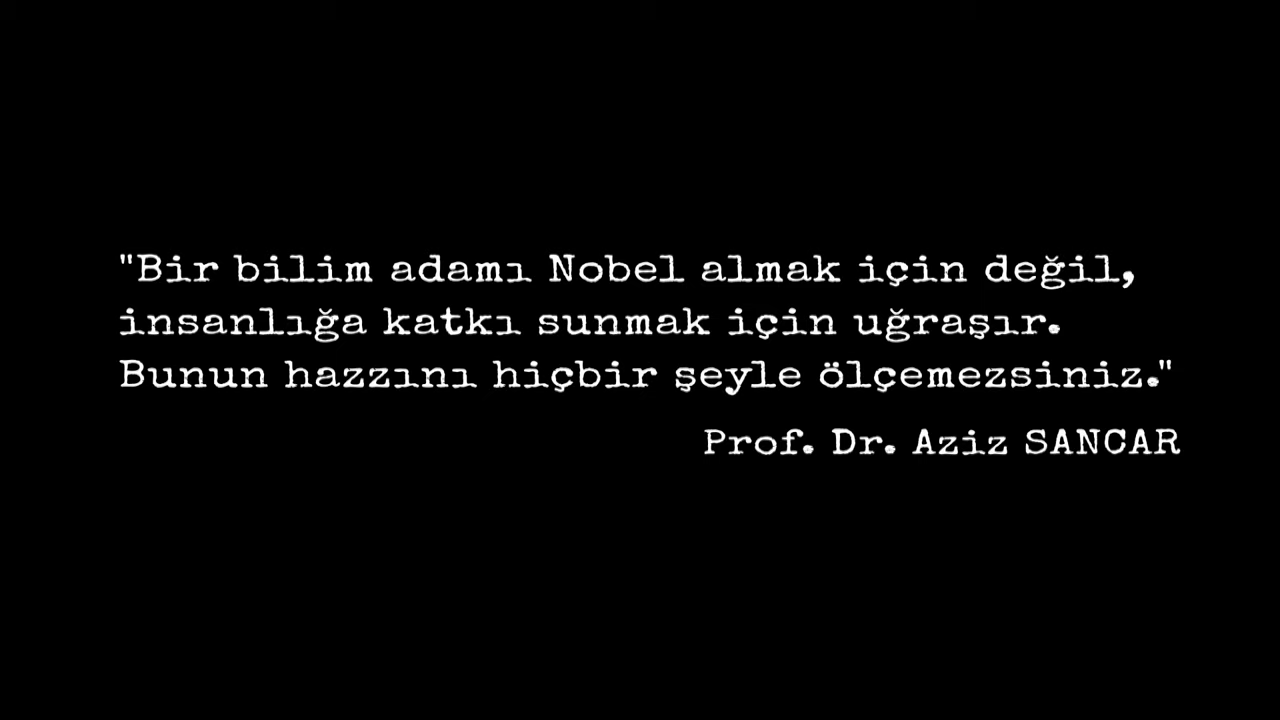 "Bir bilim adamı Nobel almak için değil,
insanlığa katkı sunmak için uğraşır.
Bunun hazzını hiçbir şeyle ölçemezsiniz."
Prof. Dr. Aziz SANCAR